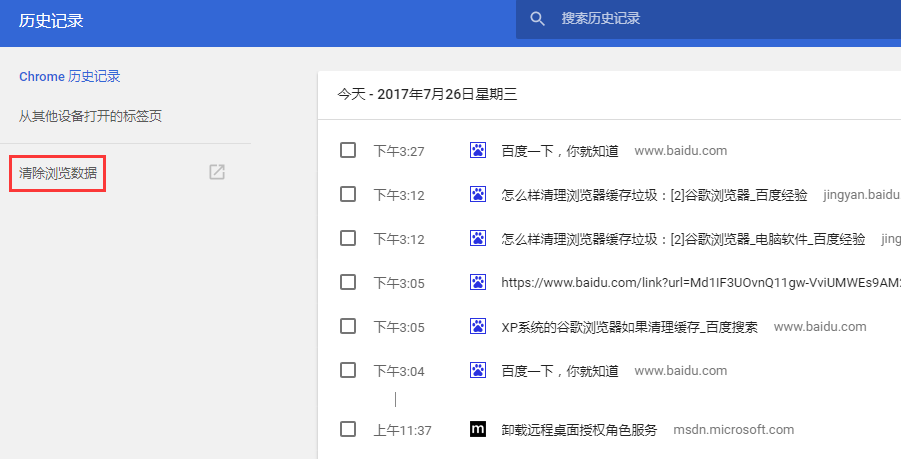 历史记录
搜索历史记录
Chrome 历史记录
从其他设备打开的标签页
清除浏览数据
今天 - 2017年7月26日星期三
下午3:27 百度一下，你就知道 www.baidu.com
下午3:12 怎么样清理浏览器缓存垃圾：[2]谷歌浏览器_百度经验 jingyan.baidu
下午3:12 怎么样清理浏览器缓存垃圾：[2]谷歌浏览器_电脑软件_百度经验 jing
下午3:05 https://www.baidu.com/link?url=Md1IF3UOvnQ11gw-VviUMWEs9AM
下午3:05 XP系统的谷歌浏览器如果清理缓存_百度搜索 www.baidu.com
下午3:04 百度一下，你就知道 www.baidu.com
上午11:37 m 卸载远程桌面授权角色服务 msdn.microsoft.com